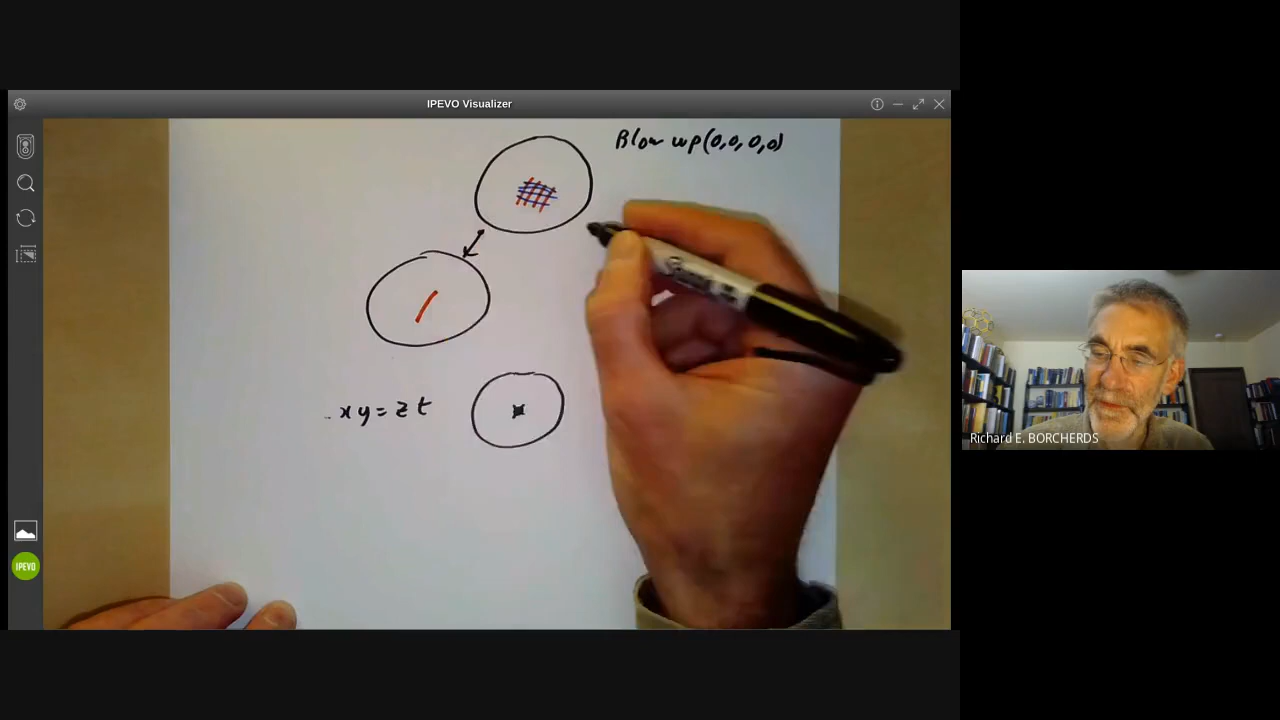 IPEVO Visualizer
Blow up (0,0,0,0)
xy = zt
Richard E. BORCHERDS
IPEVO